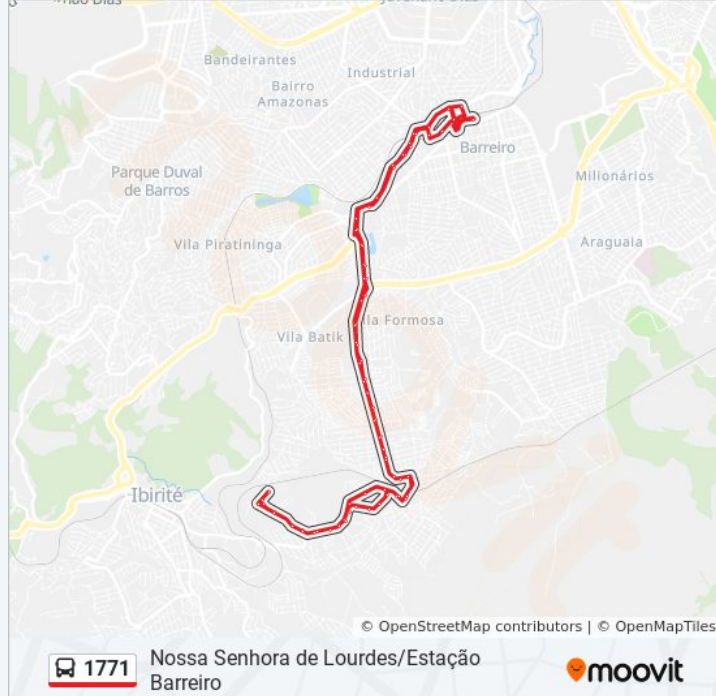 Bandeirantes
Industrial
Bairro
Amazonas
Barreiro
Parque Duval
de Barros
Milionários
Araguaia
Vila Piratininga
Vila Batik
la Formosa
Ibirité
© OpenStreetMap contributors | © OpenMapTiles
1771
Nossa Senhora de Lourdes/Estação
Barreiro
moovit